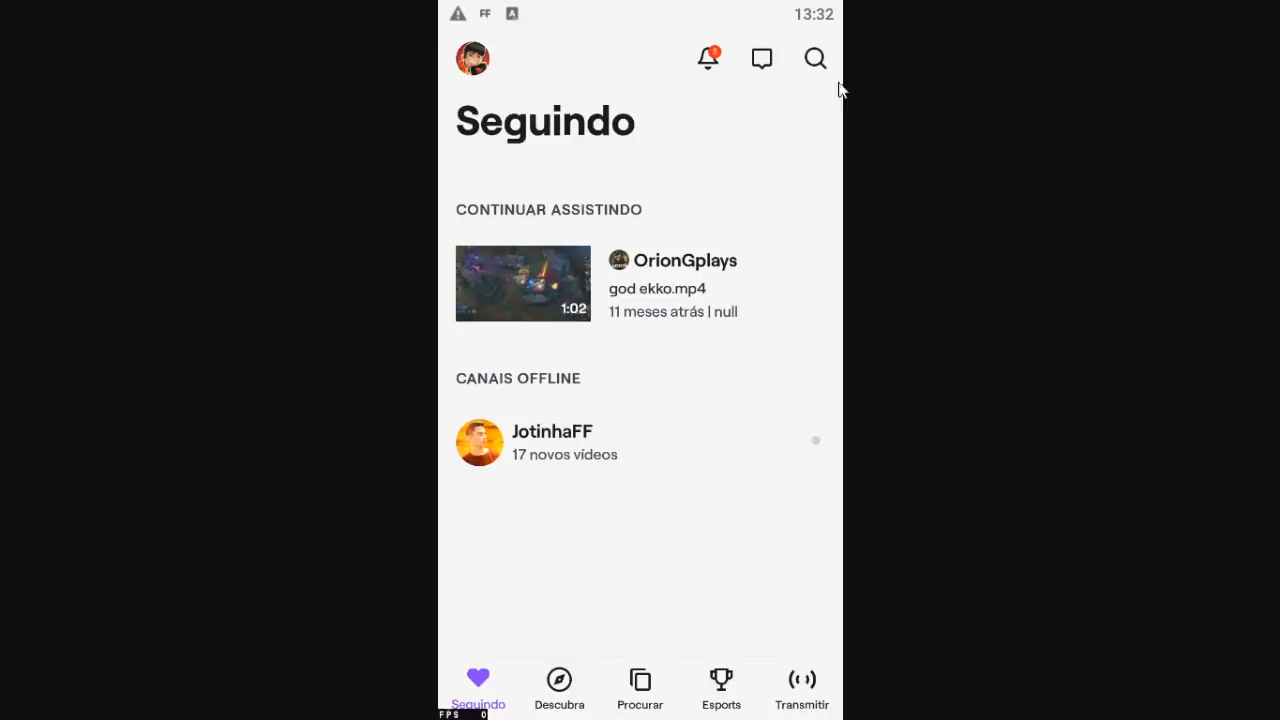 FF A 13:32
Seguindo
CONTINUAR ASSISTINDO
OrionGplays
god ekko.mp4
11 meses atrás | null
1:02
CANAIS OFFLINE
JotinhaFF
17 novos vídeos
Seguindo Descubra Procurar Esports Transmitir
FPS 0